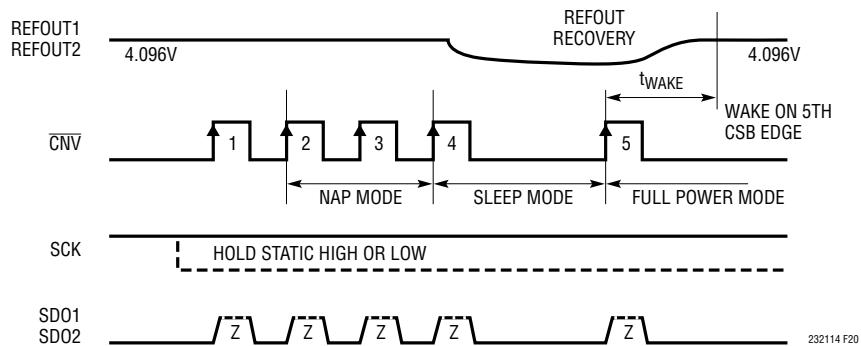 REFOUT1
REFOUT2
4.096V
REFOUT
RECOVERY
4.096V
tWAKE
WAKE ON 5TH
CSB EDGE
CNV
1
2
3
4
5
NAP MODE
SLEEP MODE
FULL POWER MODE
SCK
HOLD STATIC HIGH OR LOW
SDO1
SDO2
Z
Z
Z
Z
Z
232114 F20